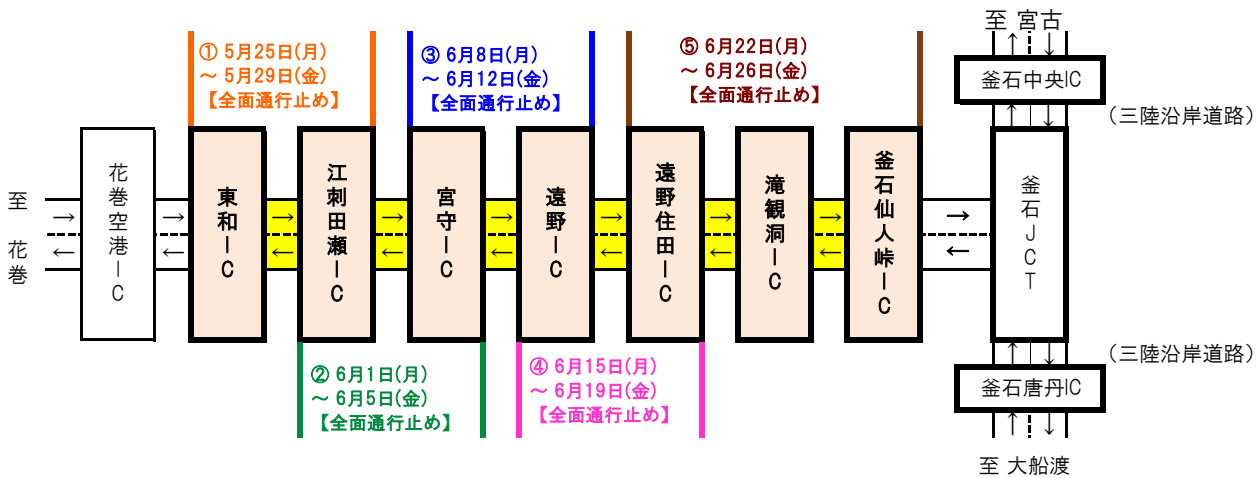 至 宮古
釜石中央IC
(三陸沿岸道路)
① 5月25日(月)
～ 5月29日(金)
【全面通行止め】
③ 6月8日(月)
～ 6月12日(金)
【全面通行止め】
⑤ 6月22日(月)
～ 6月26日(金)
【全面通行止め】
至 花巻
→
←
花巻空港IC
→
←
東和IC
→
←
江刺田瀬IC
→
←
宮守IC
→
←
遠野IC
→
←
遠野住田IC
→
←
滝観洞IC
→
←
釜石仙人峠IC
→
←
釜石JCT
② 6月1日(月)
～ 6月5日(金)
【全面通行止め】
④ 6月15日(月)
～ 6月19日(金)
【全面通行止め】
(三陸沿岸道路)
釜石唐丹IC
至 大船渡